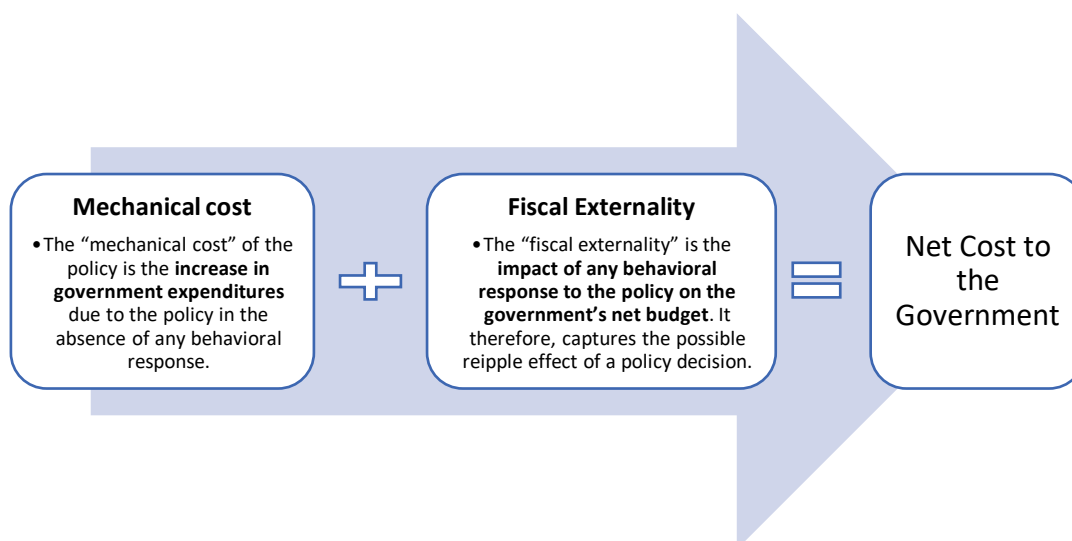 Mechanical cost
•The “mechanical cost” of the
policy is the increase in
government expenditures
due to the policy in the
absence of any behavioral
response.
Fiscal Externality
•The “fiscal externality” is the
impact of any behavioral
response to the policy on the
government’s net budget. It
therefore, captures the possible
reipple effect of a policy decision.
Net Cost to
the
Government